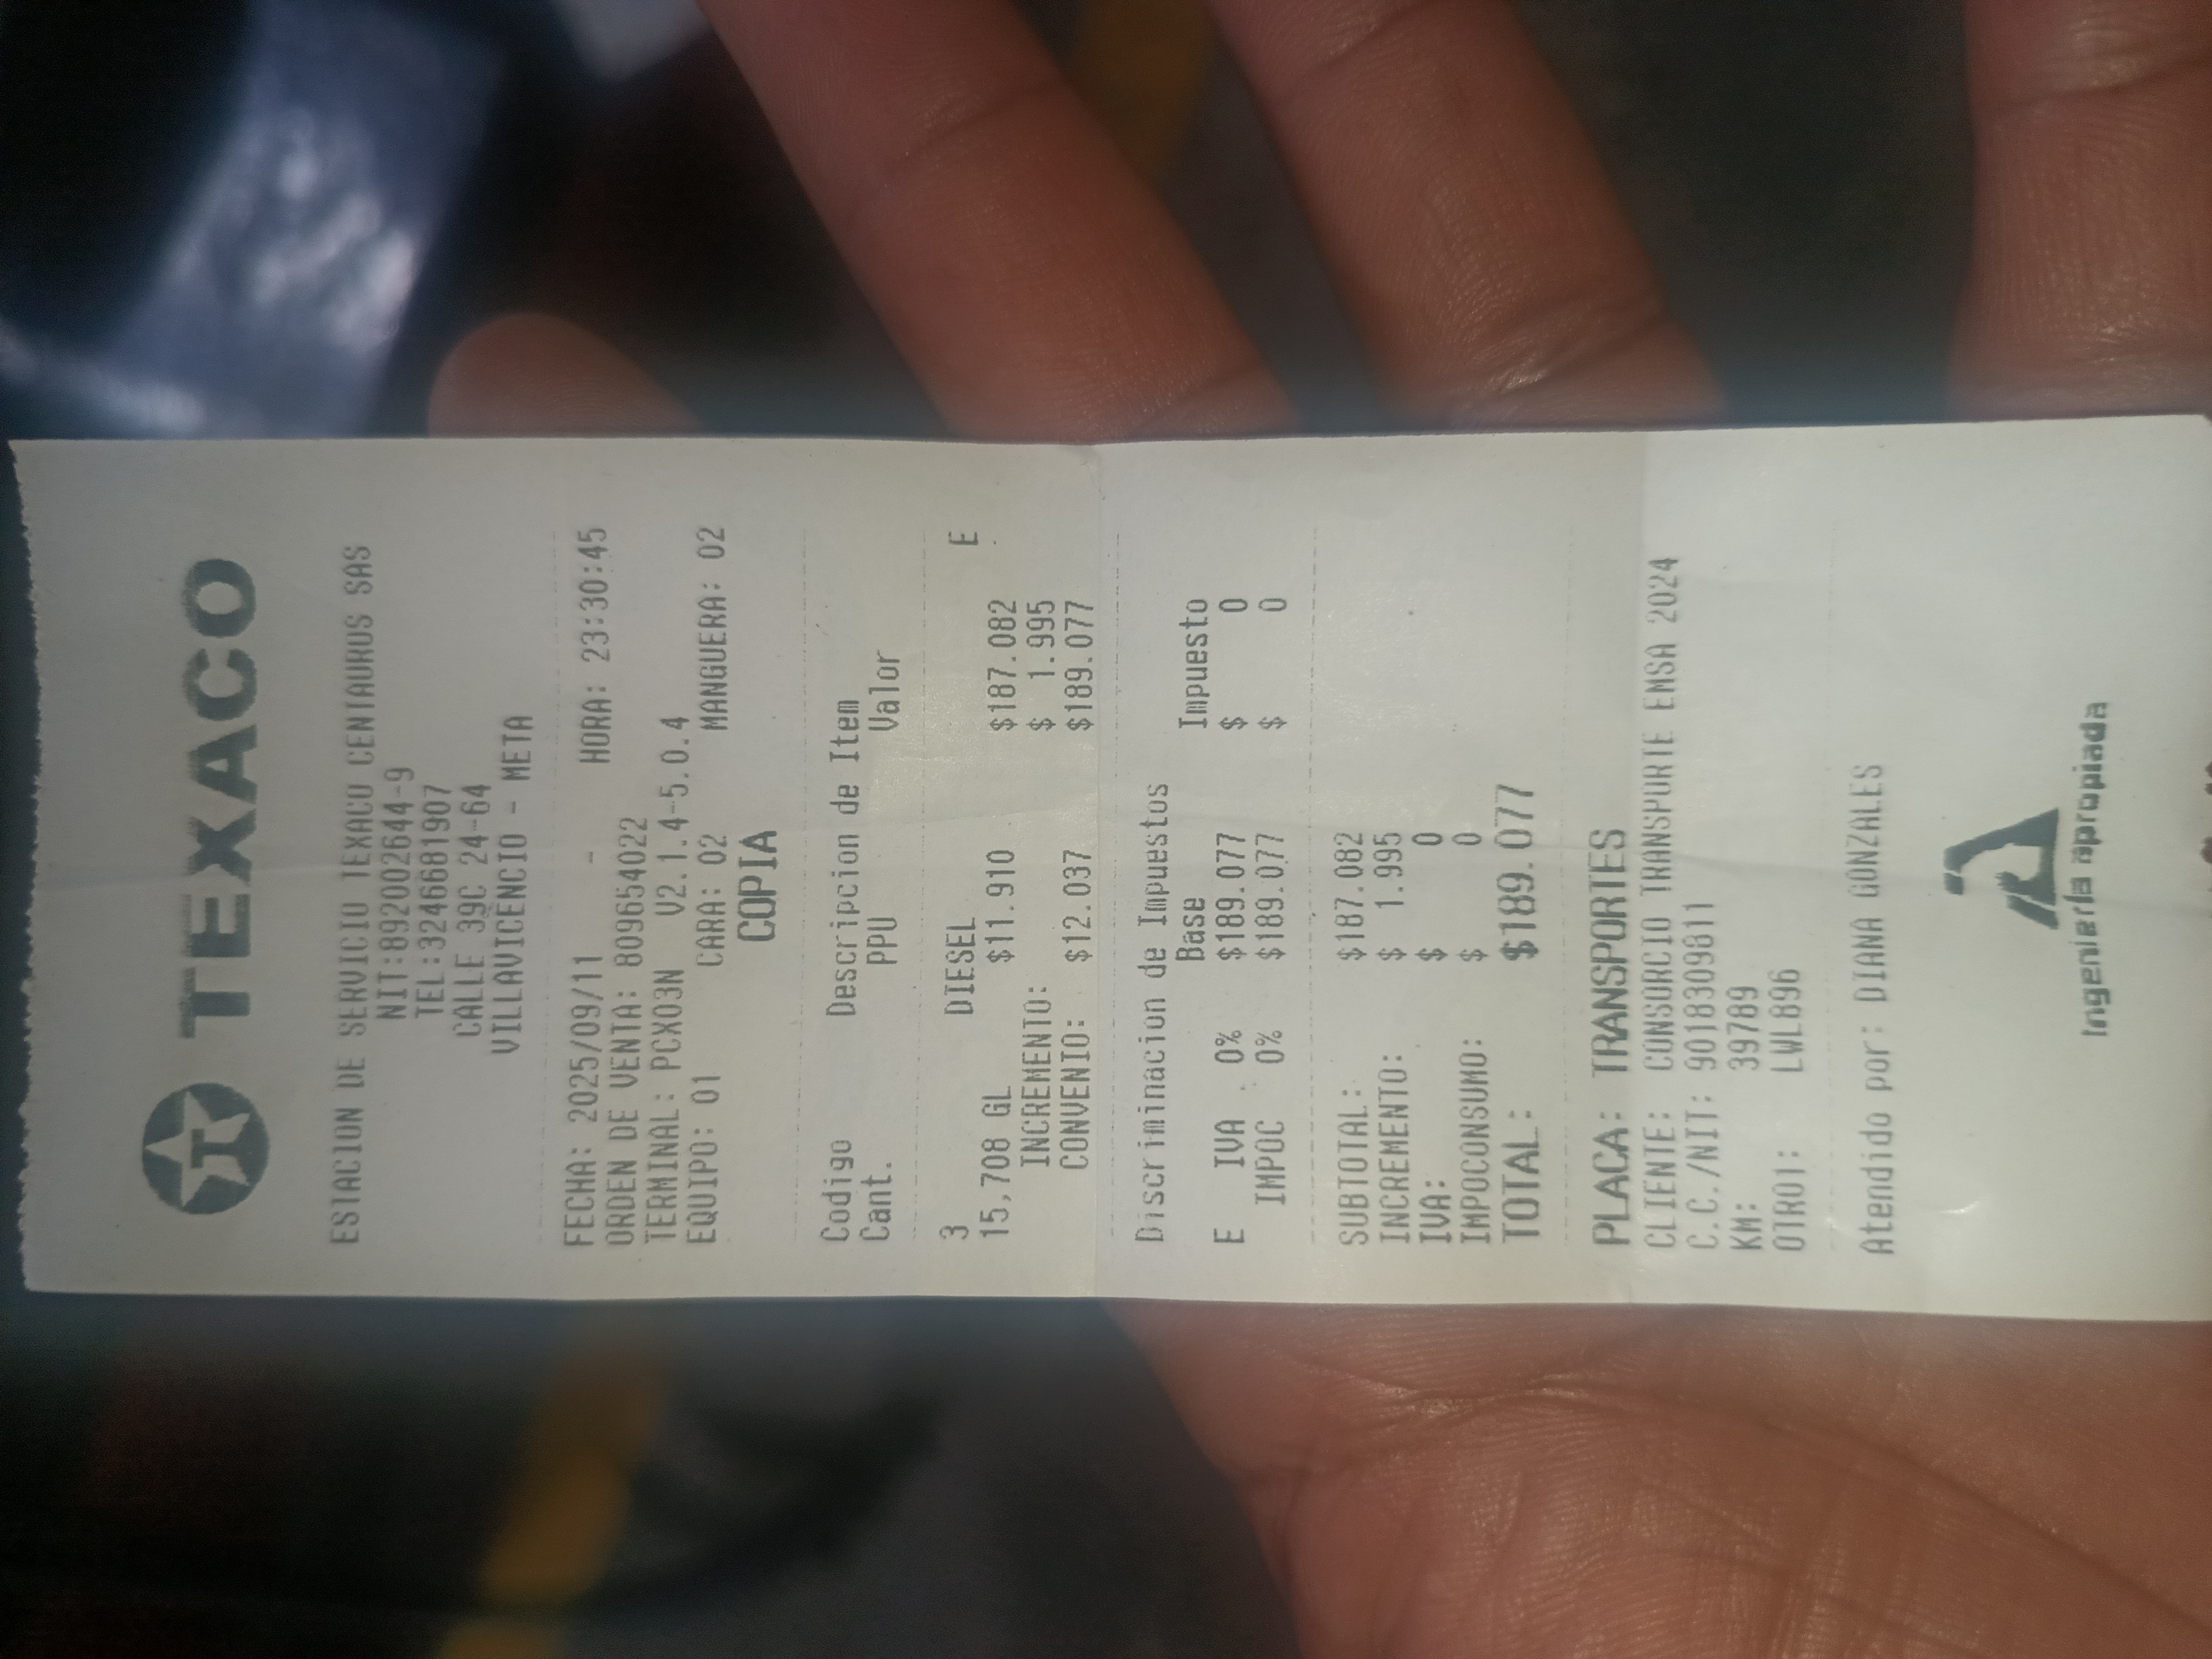 TEXACO
ESTACION DE SERVICIO TEXACO CENTAURUS SAS
NIT:892002644-9
TEL:3246681907
CALLE 39C 24-64
VILLAVICENCIO - META
FECHA: 2025/09/11 - HORA: 23:30:45
ORDEN DE VENTA: 809654022
TERMINAL: PCX03N V2.1.4-5.0.4
EQUIPO: 01 CARA: 02 MANGUERA: 02
COPIA
Codigo Descripcion de Item
Cant. PPU Valor
3 DIESEL E
15,708 GL $11.910 $187.082
INCREMENTO: $ 1.995
CONVENIO: $12.037 $189.077
Discriminacion de Impuestos
Base Impuesto
E IVA 0% $189.077 $ 0
IMPOC 0% $189.077 $ 0
SUBTOTAL: $187.082
INCREMENTO: $ 1.995
IVA: $ 0
IMPOCONSUMO: $ 0
TOTAL: $189.077
PLACA: TRANSPORTES
CLIENTE: CONSORCIO TRANSPORTE EMSA 2024
C.C./NIT: 9018309811
KM: 39789
OTRO1: LWL896
Atendido por: DIANA GONZALES
Ingeniería apropiada